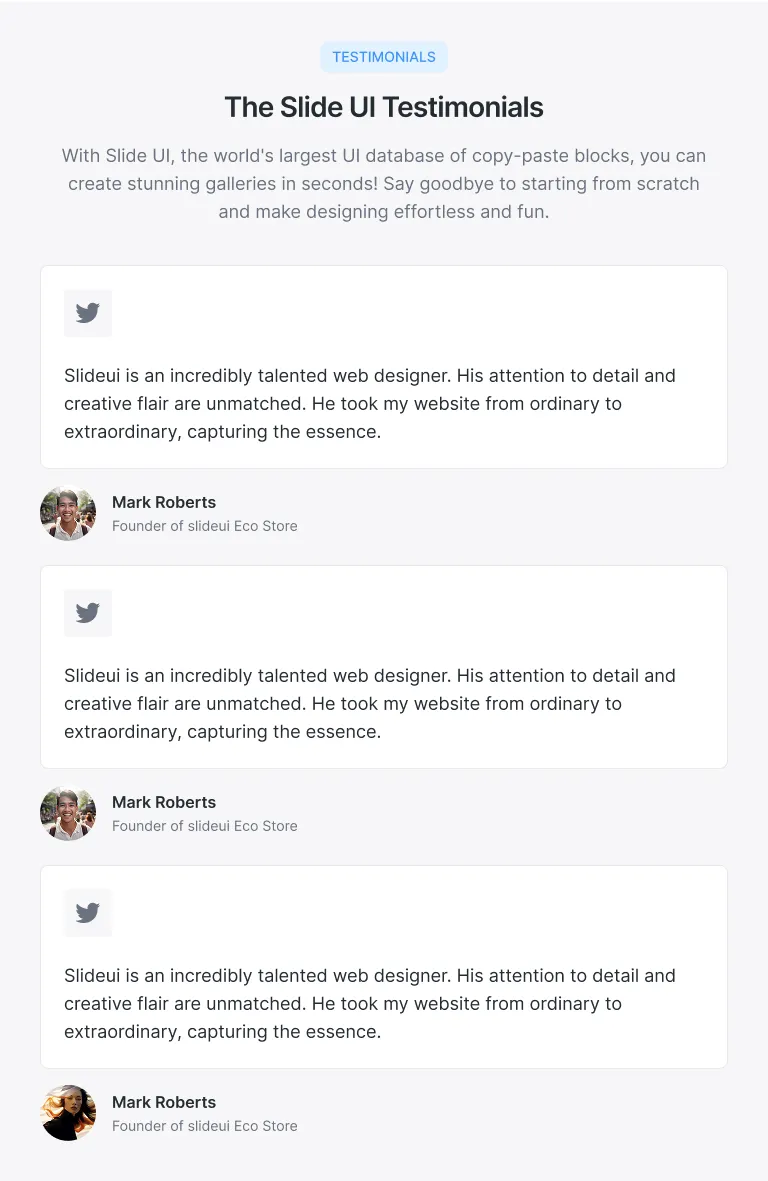 TESTIMONIALS
The Slide UI Testimonials
With Slide UI, the world's largest UI database of copy-paste blocks, you can
create stunning galleries in seconds! Say goodbye to starting from scratch
and make designing effortless and fun.
Slideui is an incredibly talented web designer. His attention to detail and
creative flair are unmatched. He took my website from ordinary to
extraordinary, capturing the essence.
Mark Roberts
Founder of slideui Eco Store
Slideui is an incredibly talented web designer. His attention to detail and
creative flair are unmatched. He took my website from ordinary to
extraordinary, capturing the essence.
Mark Roberts
Founder of slideui Eco Store
Slideui is an incredibly talented web designer. His attention to detail and
creative flair are unmatched. He took my website from ordinary to
extraordinary, capturing the essence.
Mark Roberts
Founder of slideui Eco Store